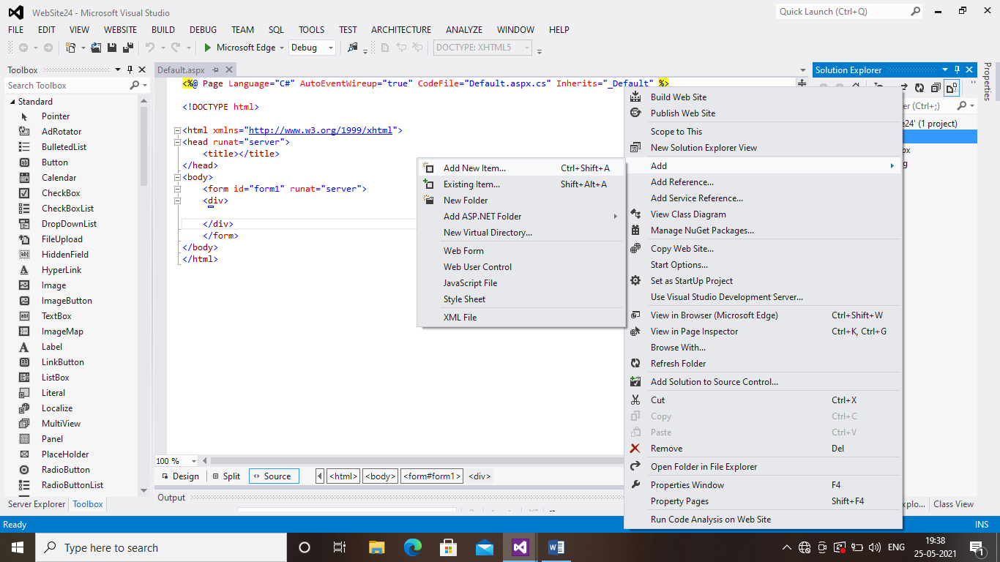 WebSite24 - Microsoft Visual Studio
Quick Launch (Ctrl+Q)
FILE EDIT VIEW WEBSITE BUILD DEBUG TEAM SQL TOOLS TEST ARCHITECTURE ANALYZE WINDOW HELP
Microsoft Edge Debug DOCTYPE: XHTML5
Toolbox
Search Toolbox
Standard
Pointer
AdRotator
BulletedList
Button
Calendar
CheckBox
CheckBoxList
DropDownList
FileUpload
HiddenField
HyperLink
Image
ImageButton
TextBox
ImageMap
Label
LinkButton
ListBox
Literal
Localize
MultiView
Panel
PlaceHolder
RadioButton
RadioButtonList
Server Explorer Toolbox
Default.aspx
<%@ Page Language="C#" AutoEventWireup="true" CodeFile="Default.aspx.cs" Inherits="_Default" %>
<!DOCTYPE html>
<html xmlns="http://www.w3.org/1999/xhtml">
<head runat="server">
<title></title>
</head>
<body>
<form id="form1" runat="server">
<div>
</div>
</form>
</body>
</html>
100 %
Design Split Source <html> <body> <form#form1> <div>
Output
Add New Item... Ctrl+Shift+A
Existing Item... Shift+Alt+A
New Folder
Add ASP.NET Folder
New Virtual Directory...
Web Form
Web User Control
JavaScript File
Style Sheet
XML File
Solution Explorer
Properties
er (Ctrl+;)
e24' (1 project)
px
g
Build Web Site
Publish Web Site
Scope to This
New Solution Explorer View
Add
Add Reference...
Add Service Reference...
View Class Diagram
Manage NuGet Packages...
Copy Web Site...
Start Options...
Set as StartUp Project
Use Visual Studio Development Server...
View in Browser (Microsoft Edge) Ctrl+Shift+W
View in Page Inspector Ctrl+K, Ctrl+G
Browse With...
Refresh Folder
Add Solution to Source Control...
Cut Ctrl+X
Copy Ctrl+C
Paste Ctrl+V
Remove Del
Open Folder in File Explorer
Properties Window F4
Property Pages Shift+F4
Run Code Analysis on Web Site
xplo... Class View
Ready INS
Type here to search
ENG
19:38
25-05-2021
1